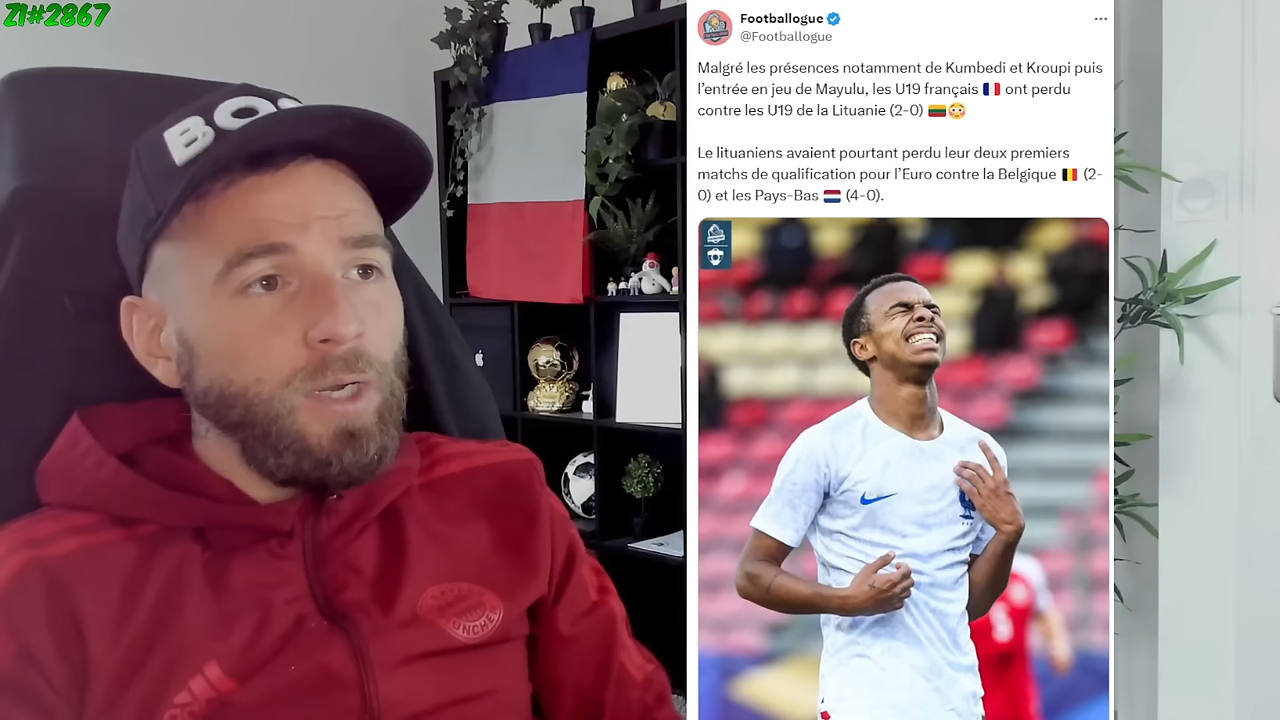 ZI#2867
BOS
Footballogue
@Footballogue
Malgré les présences notamment de Kumbedi et Kroupi puis
l'entrée en jeu de Mayulu, les U19 français 🇫🇷 ont perdu
contre les U19 de la Lituanie (2-0) 🇱🇹😳
Le lituaniens avaient pourtant perdu leur deux premiers
matchs de qualification pour l'Euro contre la Belgique 🇧🇪 (2-
0) et les Pays-Bas 🇳🇱 (4-0).